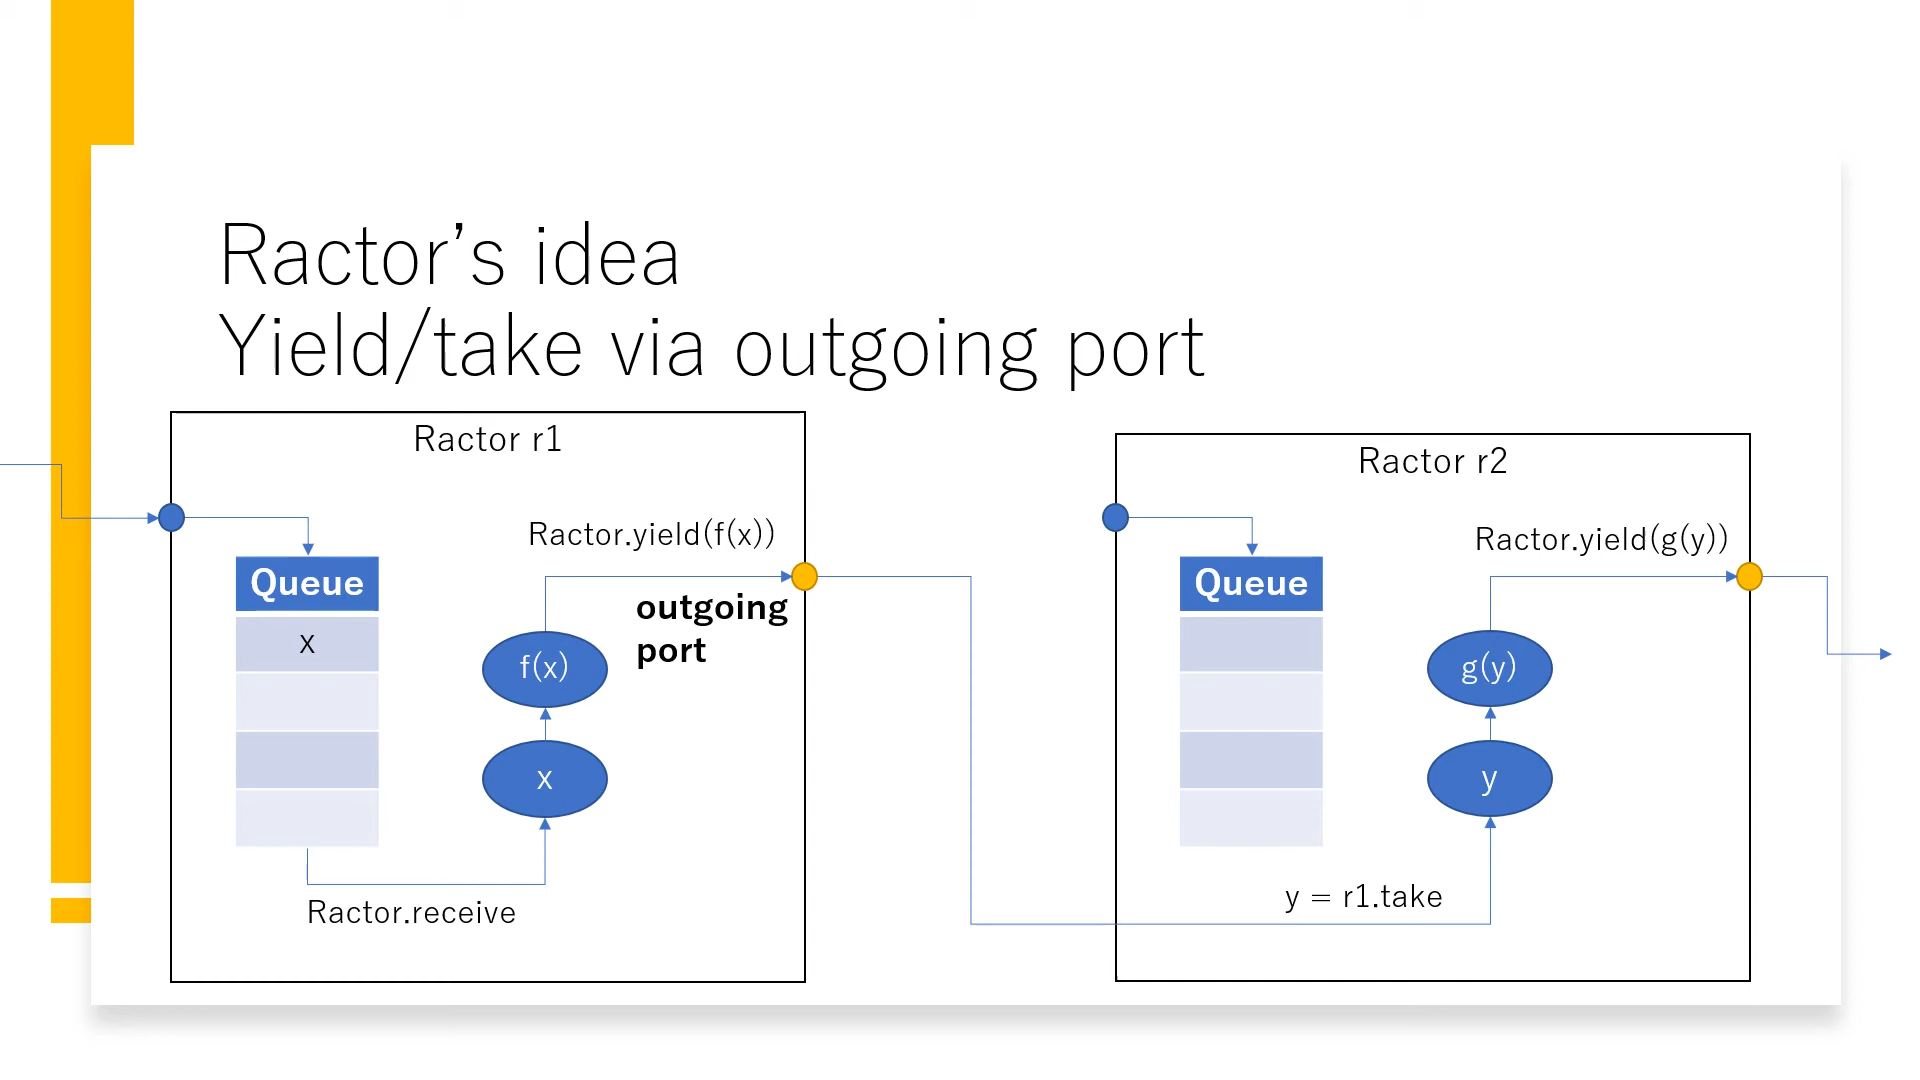 Ractor’s idea
Yield/take via outgoing port
Ractor r1
Ractor.yield(f(x))
outgoing
port
Queue
x
f(x)
x
Ractor.receive
Ractor r2
Ractor.yield(g(y))
Queue
g(y)
y
y = r1.take